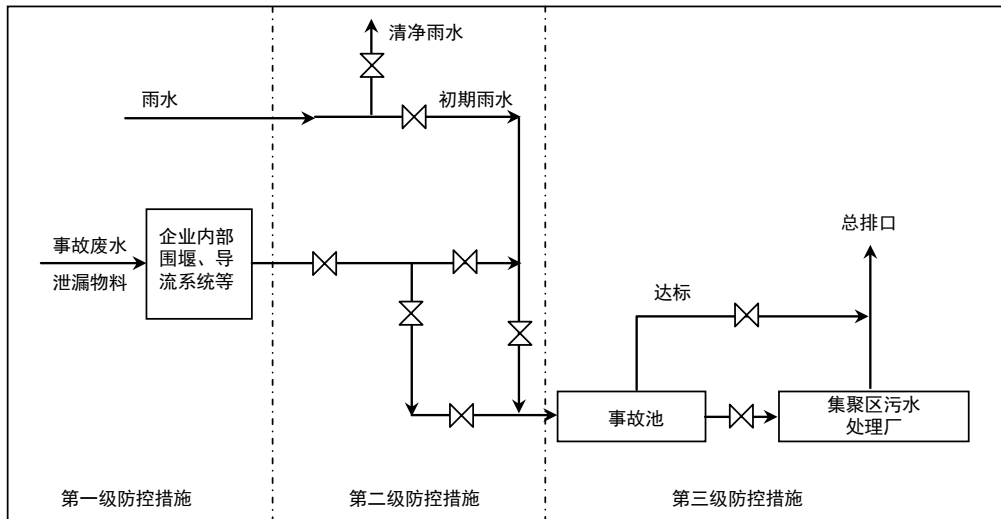 清净雨水
雨水
初期雨水
事故废水
泄漏物料
企业内部
围堰、导
流系统等
总排口
达标
事故池
集聚区污水
处理厂
第一级防控措施
第二级防控措施
第三级防控措施